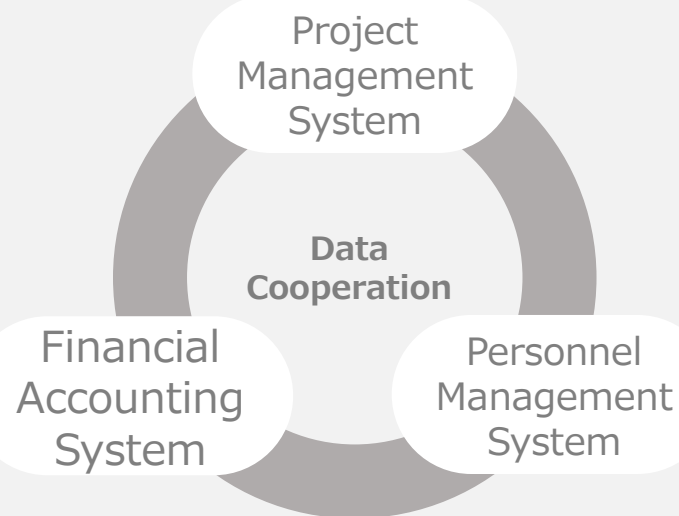 Project
Management
System
Data
Cooperation
Financial
Accounting
System
Personnel
Management
System